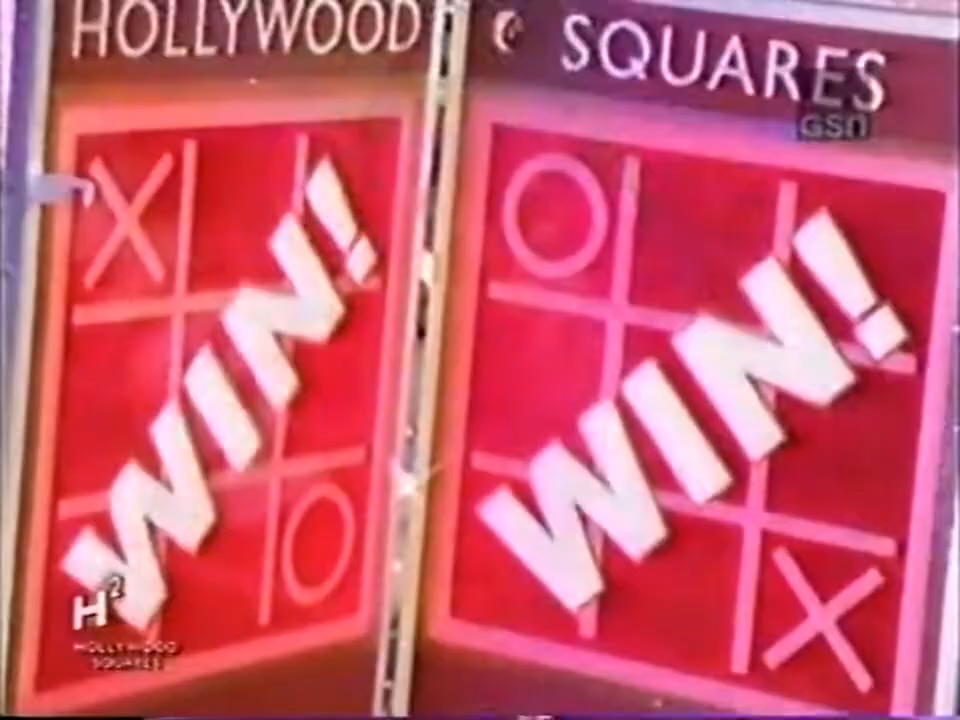 HOLLYWOOD
SQUARES
GSN
X
O
WIN!
O
X
WIN!
H²
HOLLYWOOD
SQUARES